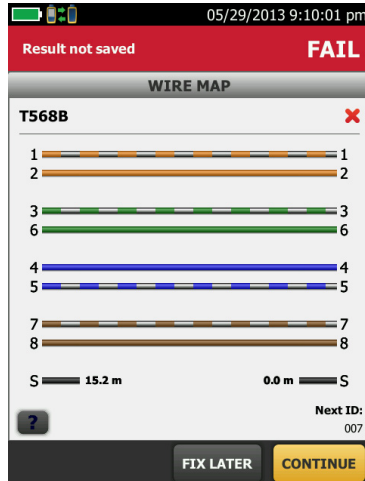 05/29/2013 9:10:01 pm
Result not saved FAIL
WIRE MAP
T568B
1 1
2 2
3 3
6 6
4 4
5 5
7 7
8 8
S 15.2 m 0.0 m S
Next ID:
? 007
FIX LATER CONTINUE